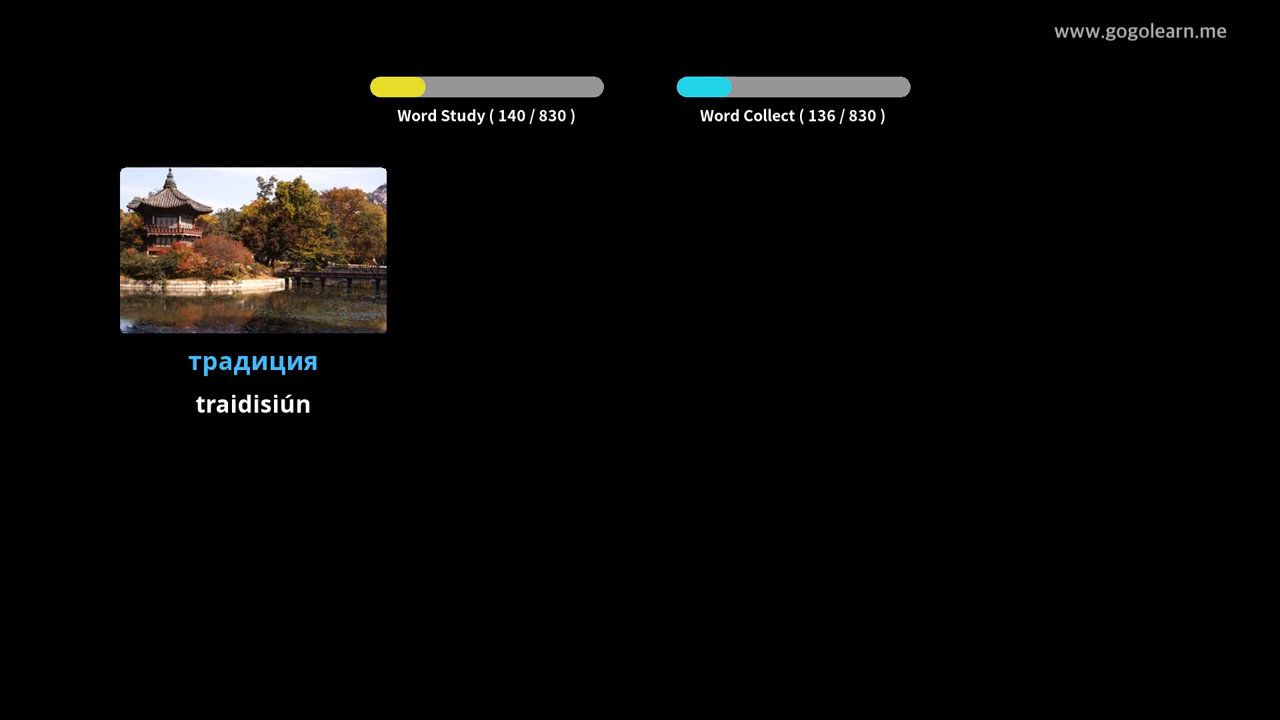 www.gogolearn.me
Word Study ( 140 / 830 )
Word Collect ( 136 / 830 )
традиция
traidisiún